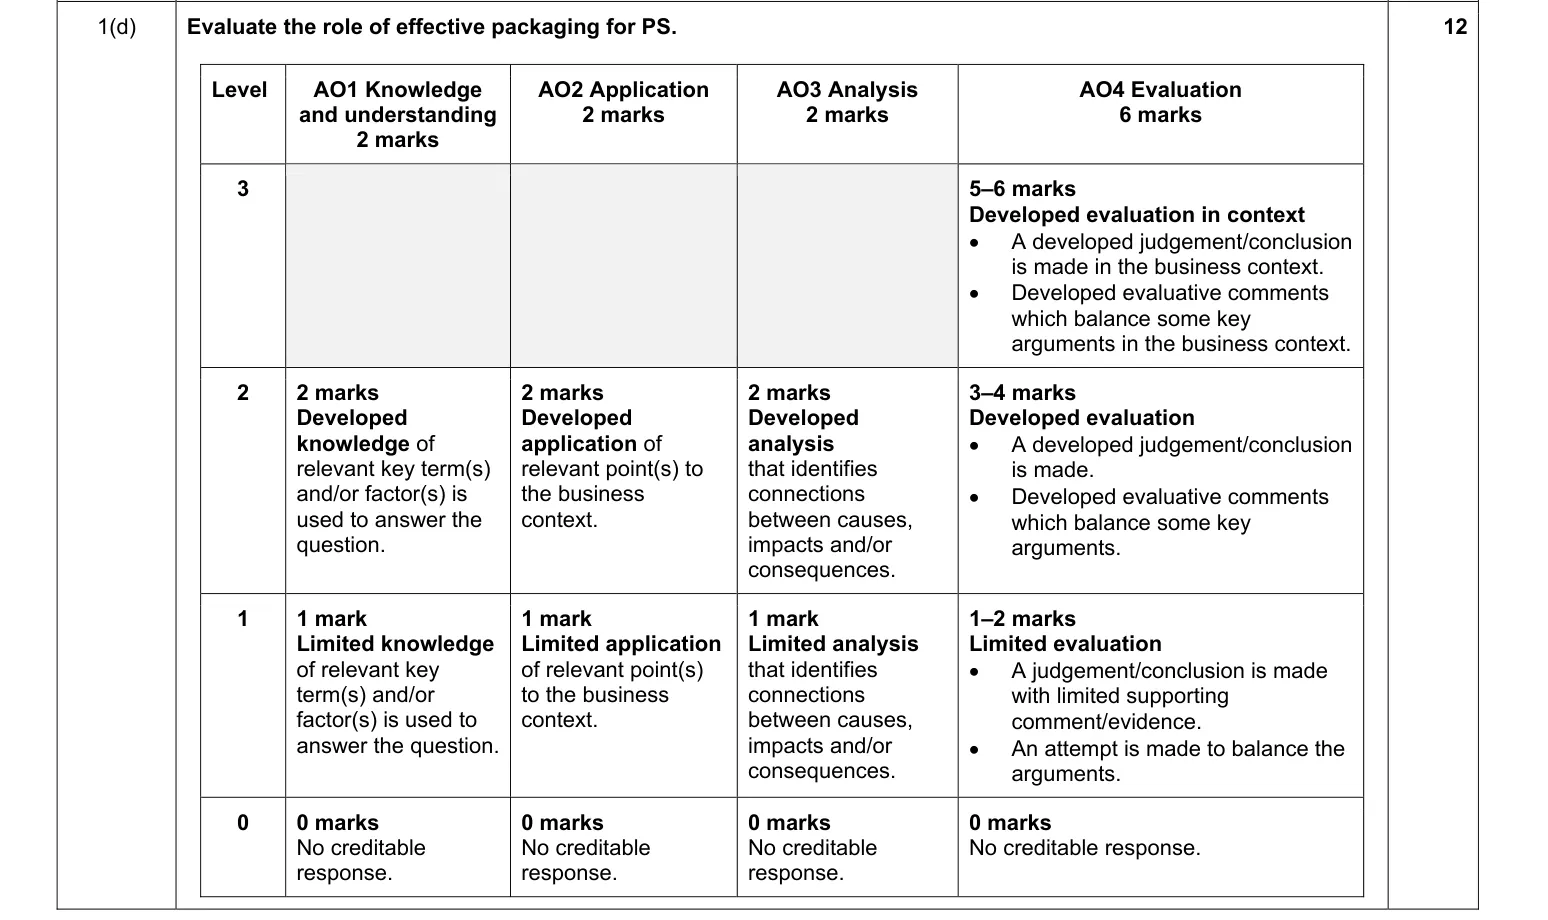 1(d)
Evaluate the role of effective packaging for PS.
12
Level
AO1 Knowledge
and understanding
2 marks
AO2 Application
2 marks
AO3 Analysis
2 marks
AO4 Evaluation
6 marks
3
5–6 marks
Developed evaluation in context
• A developed judgement/conclusion
is made in the business context.
• Developed evaluative comments
which balance some key
arguments in the business context.
2
2 marks
Developed
knowledge of
relevant key term(s)
and/or factor(s) is
used to answer the
question.
2 marks
Developed
application of
relevant point(s) to
the business
context.
2 marks
Developed
analysis
that identifies
connections
between causes,
impacts and/or
consequences.
3–4 marks
Developed evaluation
• A developed judgement/conclusion
is made.
• Developed evaluative comments
which balance some key
arguments.
1
1 mark
Limited knowledge
of relevant key
term(s) and/or
factor(s) is used to
answer the question.
1 mark
Limited application
of relevant point(s)
to the business
context.
1 mark
Limited analysis
that identifies
connections
between causes,
impacts and/or
consequences.
1–2 marks
Limited evaluation
• A judgement/conclusion is made
with limited supporting
comment/evidence.
• An attempt is made to balance the
arguments.
0
0 marks
No creditable
response.
0 marks
No creditable
response.
0 marks
No creditable
response.
0 marks
No creditable response.